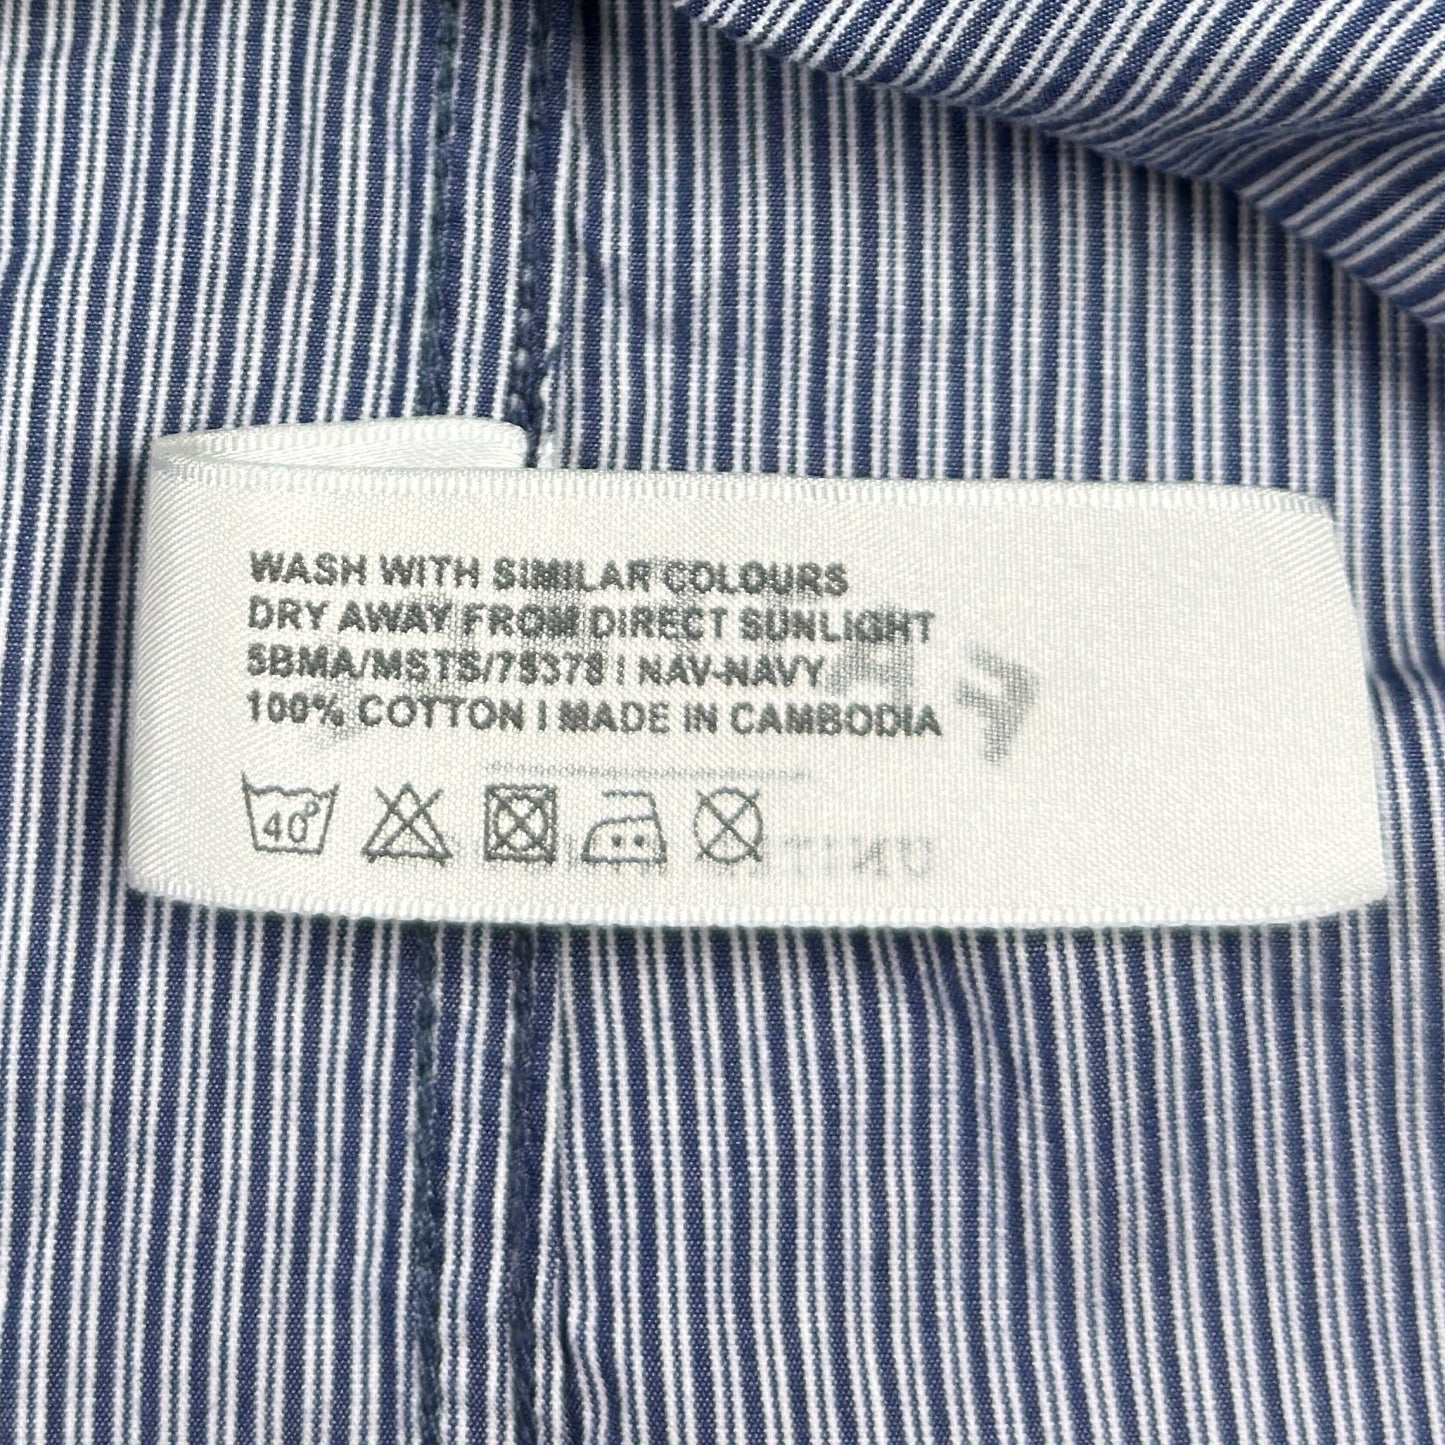 WASH WITH SIMILAR COLOURS
DRY AWAY FROM DIRECT SUNLIGHT
SBMA/MSTS/75378 | NAV-NAVY
100% COTTON | MADE IN CAMBODIA
40°